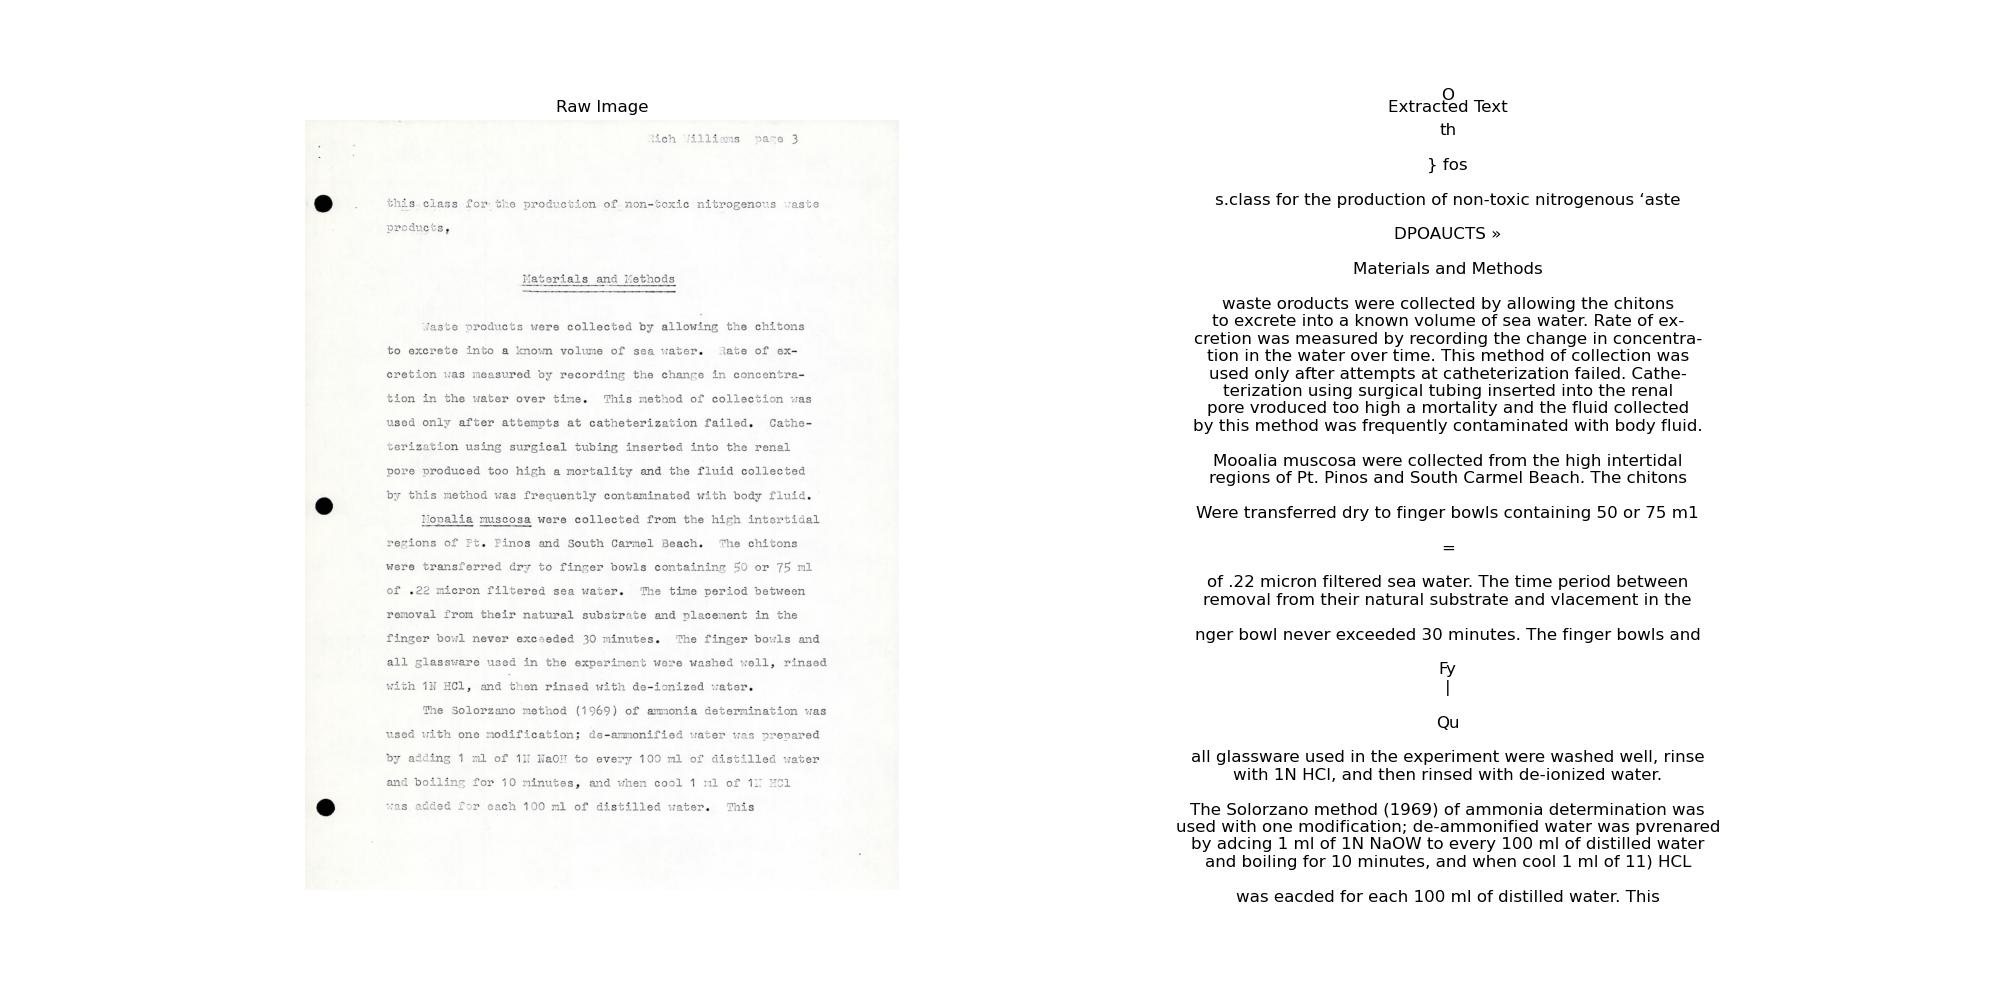 Raw Image
Rich Williams page 3
this class for the production of non-toxic nitrogenous waste
products,
Materials and Methods
Waste products were collected by allowing the chitons
to excrete into a known volume of sea water. Rate of ex-
cretion was measured by recording the change in concentra-
tion in the water over time. This method of collection was
used only after attempts at catheterization failed. Cathe-
terization using surgical tubing inserted into the renal
pore produced too high a mortality and the fluid collected
by this method was frequently contaminated with body fluid.
Mopalia muscosa were collected from the high intertidal
regions of Pt. Pinos and South Carmel Beach. The chitons
were transferred dry to finger bowls containing 50 or 75 ml
of .22 micron filtered sea water. The time period between
removal from their natural substrate and placement in the
finger bowl never exceeded 30 minutes. The finger bowls and
all glassware used in the experiment were washed well, rinsed
with 1N HCl, and then rinsed with de-ionized water.
The Solorzano method (1969) of ammonia determination was
used with one modification; de-ammonified water was prepared
by adding 1 ml of 1N NaOH to every 100 ml of distilled water
and boiling for 10 minutes, and when cool 1 ml of 1N HCl
was added for each 100 ml of distilled water. This
O
Extracted Text
th
} fos
s.class for the production of non-toxic nitrogenous ‘aste
DPOAUCTS »
Materials and Methods
waste oroducts were collected by allowing the chitons
to excrete into a known volume of sea water. Rate of ex-
cretion was measured by recording the change in concentra-
tion in the water over time. This method of collection was
used only after attempts at catheterization failed. Cathe-
terization using surgical tubing inserted into the renal
pore vroduced too high a mortality and the fluid collected
by this method was frequently contaminated with body fluid.
Mooalia muscosa were collected from the high intertidal
regions of Pt. Pinos and South Carmel Beach. The chitons
Were transferred dry to finger bowls containing 50 or 75 m1
=
of .22 micron filtered sea water. The time period between
removal from their natural substrate and vlacement in the
nger bowl never exceeded 30 minutes. The finger bowls and
Fy
|
Qu
all glassware used in the experiment were washed well, rinse
with 1N HCl, and then rinsed with de-ionized water.
The Solorzano method (1969) of ammonia determination was
used with one modification; de-ammonified water was pvrenared
by adcing 1 ml of 1N NaOW to every 100 ml of distilled water
and boiling for 10 minutes, and when cool 1 ml of 11) HCL
was eacded for each 100 ml of distilled water. This